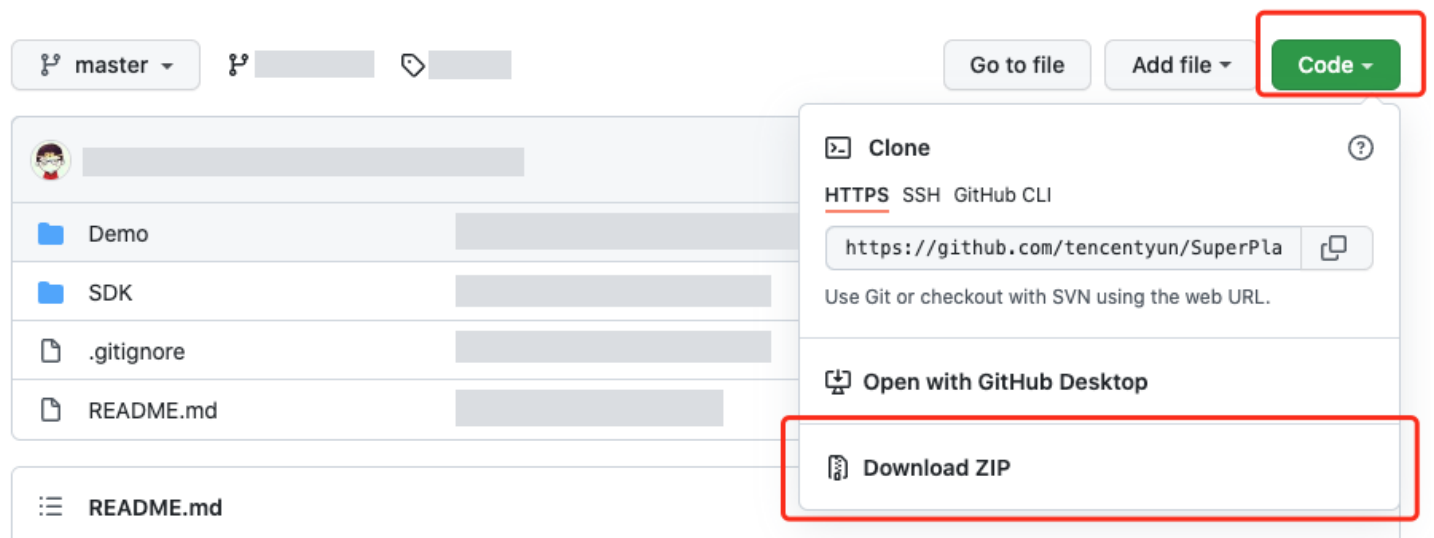 master
Go to file
Add file
Code
Clone
HTTPS SSH GitHub CLI
https://github.com/tencentyun/SuperPla
Use Git or checkout with SVN using the web URL.
Open with GitHub Desktop
Download ZIP
Demo
SDK
.gitignore
README.md
README.md